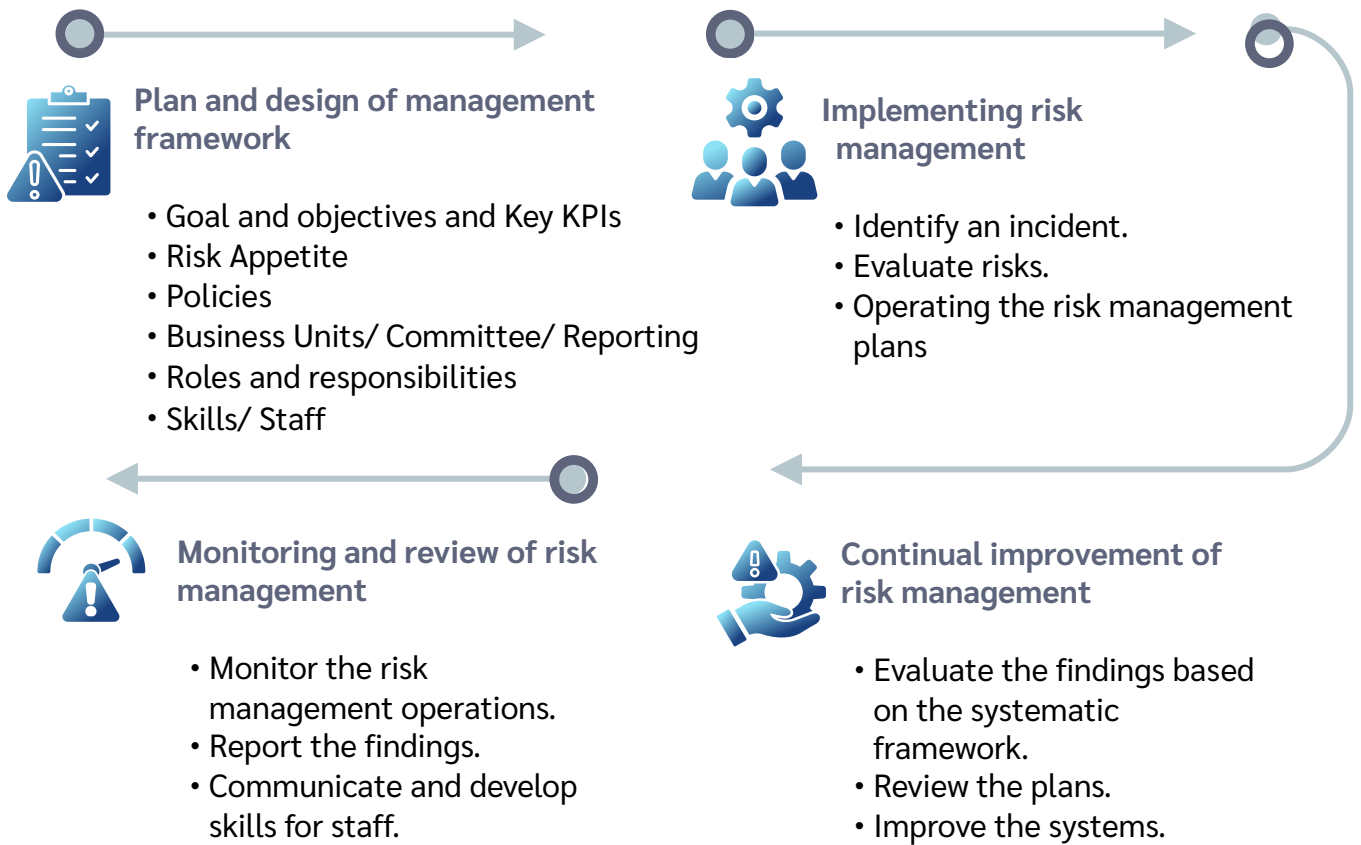 Plan and design of management
framework
• Goal and objectives and Key KPIs
• Risk Appetite
• Policies
• Business Units/ Committee/ Reporting
• Roles and responsibilities
• Skills/ Staff
Implementing risk
management
• Identify an incident.
• Evaluate risks.
• Operating the risk management
plans
Monitoring and review of risk
management
• Monitor the risk
management operations.
• Report the findings.
• Communicate and develop
skills for staff.
Continual improvement of
risk management
• Evaluate the findings based
on the systematic
framework.
• Review the plans.
• Improve the systems.